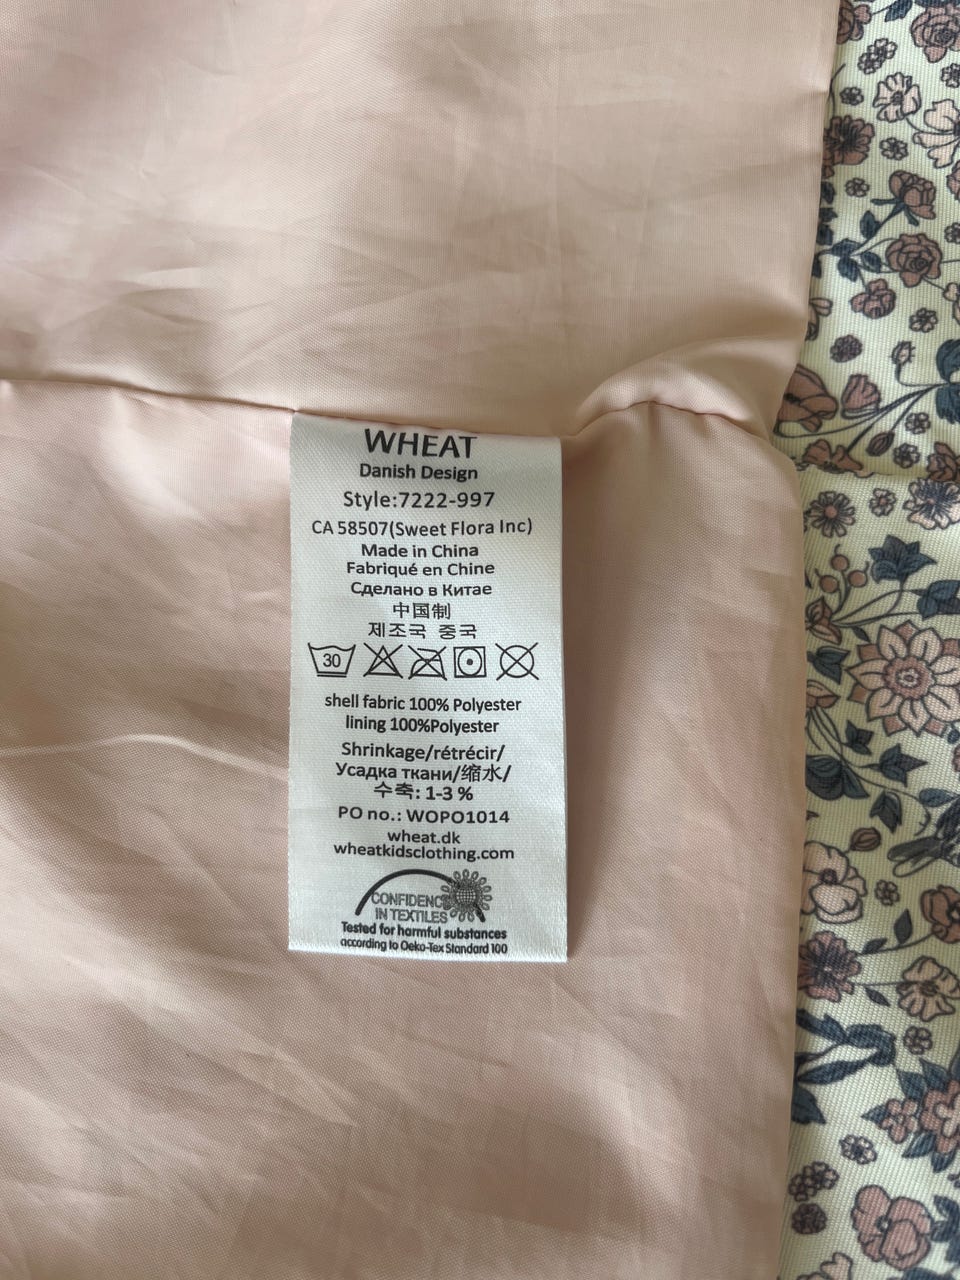 WHEAT
Danish Design
Style:7222-997
CA 58507(Sweet Flora Inc)
Made in China
Fabriqué en Chine
Сделано в Китае
中国制
제조국 중국
30
shell fabric 100% Polyester
lining 100%Polyester
Shrinkage/rétrécir/
Усадка ткани/缩水/
수축: 1-3 %
PO no.: WOPO1014
wheat.dk
wheatkidsclothing.com
CONFIDENC
IN TEXTILES
Tested for harmful substances
according to Oeko-Tex Standard 100